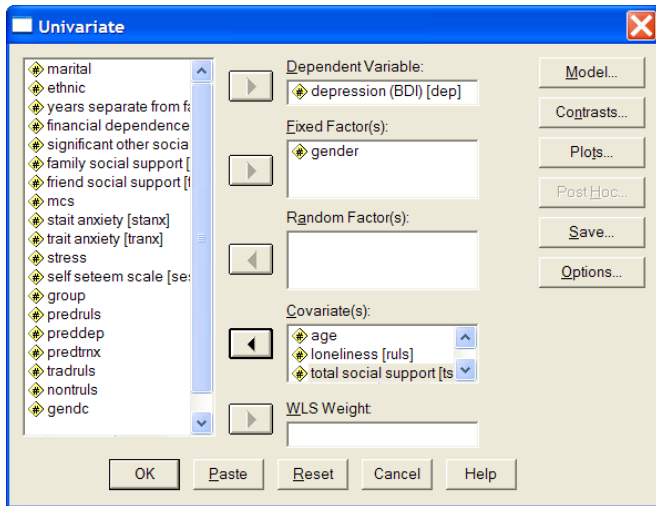 Univariate
marital
ethnic
years separate from fa
financial dependence
significant other socia
family social support [
friend social support [f
mcs
stait anxiety [stanx]
trait anxiety [tranx]
stress
self seteem scale [ses
group
predruls
preddep
predtrnx
tradruls
nontruls
gendc
Dependent Variable:
depression (BDI) [dep]
Fixed Factor(s):
gender
Random Factor(s):
Covariate(s):
age
loneliness [ruls]
total social support [ts
WLS Weight:
Model...
Contrasts...
Plots...
Post Hoc...
Save...
Options...
OK
Paste
Reset
Cancel
Help